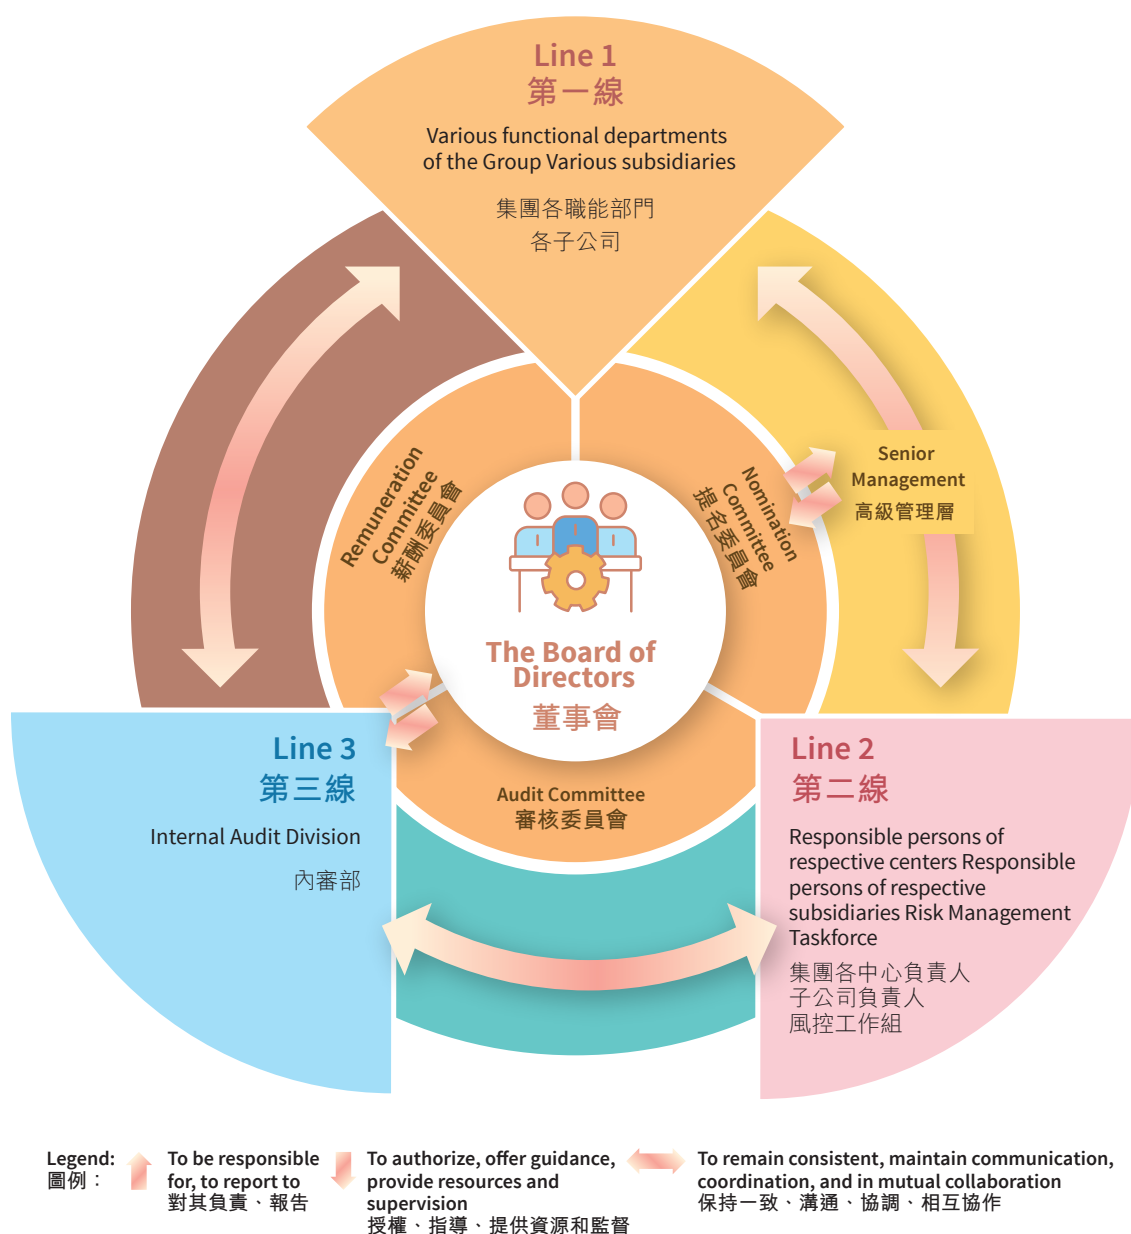 Line 1
第一線
Various functional departments
of the Group Various subsidiaries
集團各職能部門
各子公司
Remuneration
Committee
薪酬委員會
Nomination
Committee
提名委員會
Senior
Management
高級管理層
The Board of
Directors
董事會
Audit Committee
審核委員會
Line 3
第三線
Internal Audit Division
內審部
Line 2
第二線
Responsible persons of
respective centers Responsible
persons of respective
subsidiaries Risk Management
Taskforce
集團各中心負責人
子公司負責人
風控工作組
Legend:
圖例：
To be responsible
for, to report to
對其負責、報告
To authorize, offer guidance,
provide resources and
supervision
授權、指導、提供資源和監督
To remain consistent, maintain communication,
coordination, and in mutual collaboration
保持一致、溝通、協調、相互協作